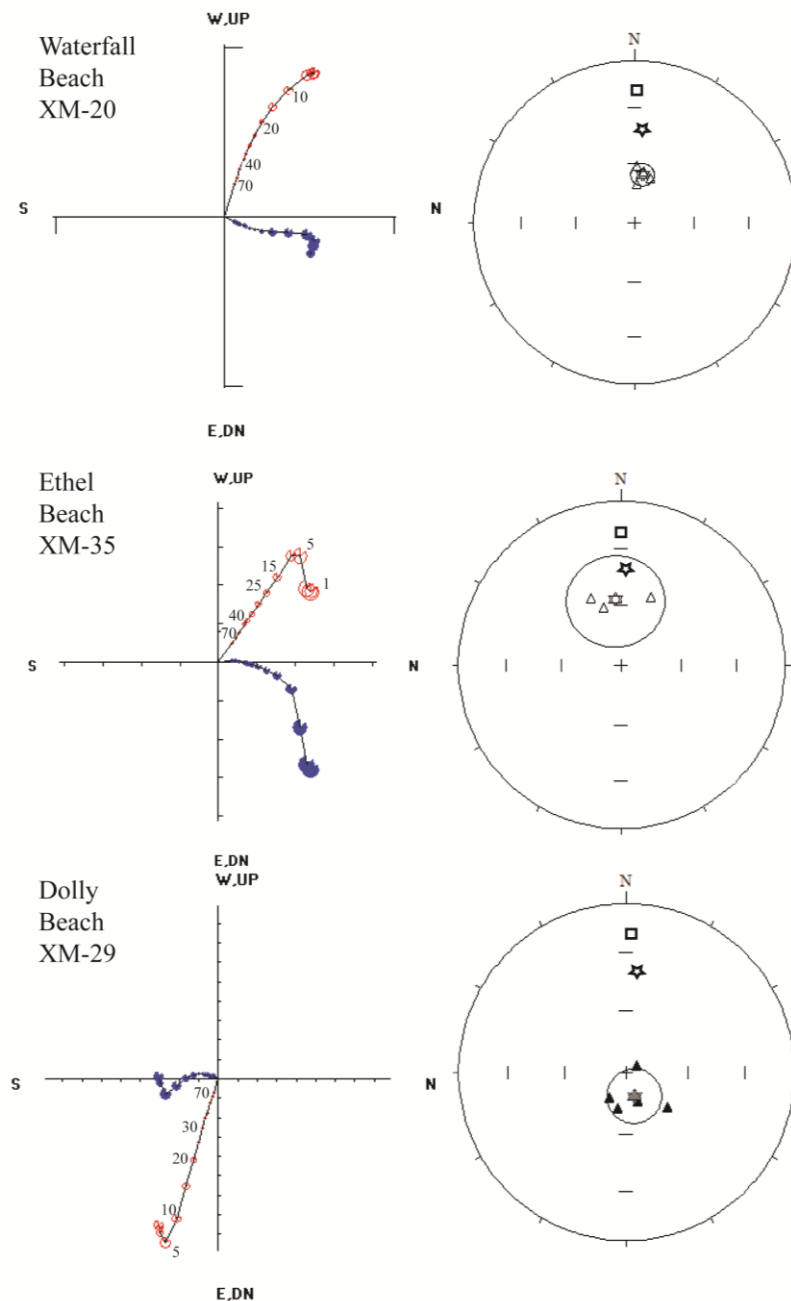 W,UP
Waterfall
Beach
XM-20
N
10
20
40
70
S
N
E,DN
Ethel
Beach
XM-35
W,UP
N
5
15
1
25
40
70
S
N
E,DN
W,UP
Dolly
Beach
XM-29
N
S
N
70
30
20
10
5
E,DN